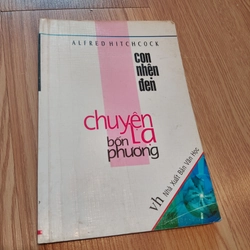 ALFRED HITCHCOCK
con
nhện
đen
chuyện
Lạ
bốn
phương
vh Nhà Xuất Bản Văn Học